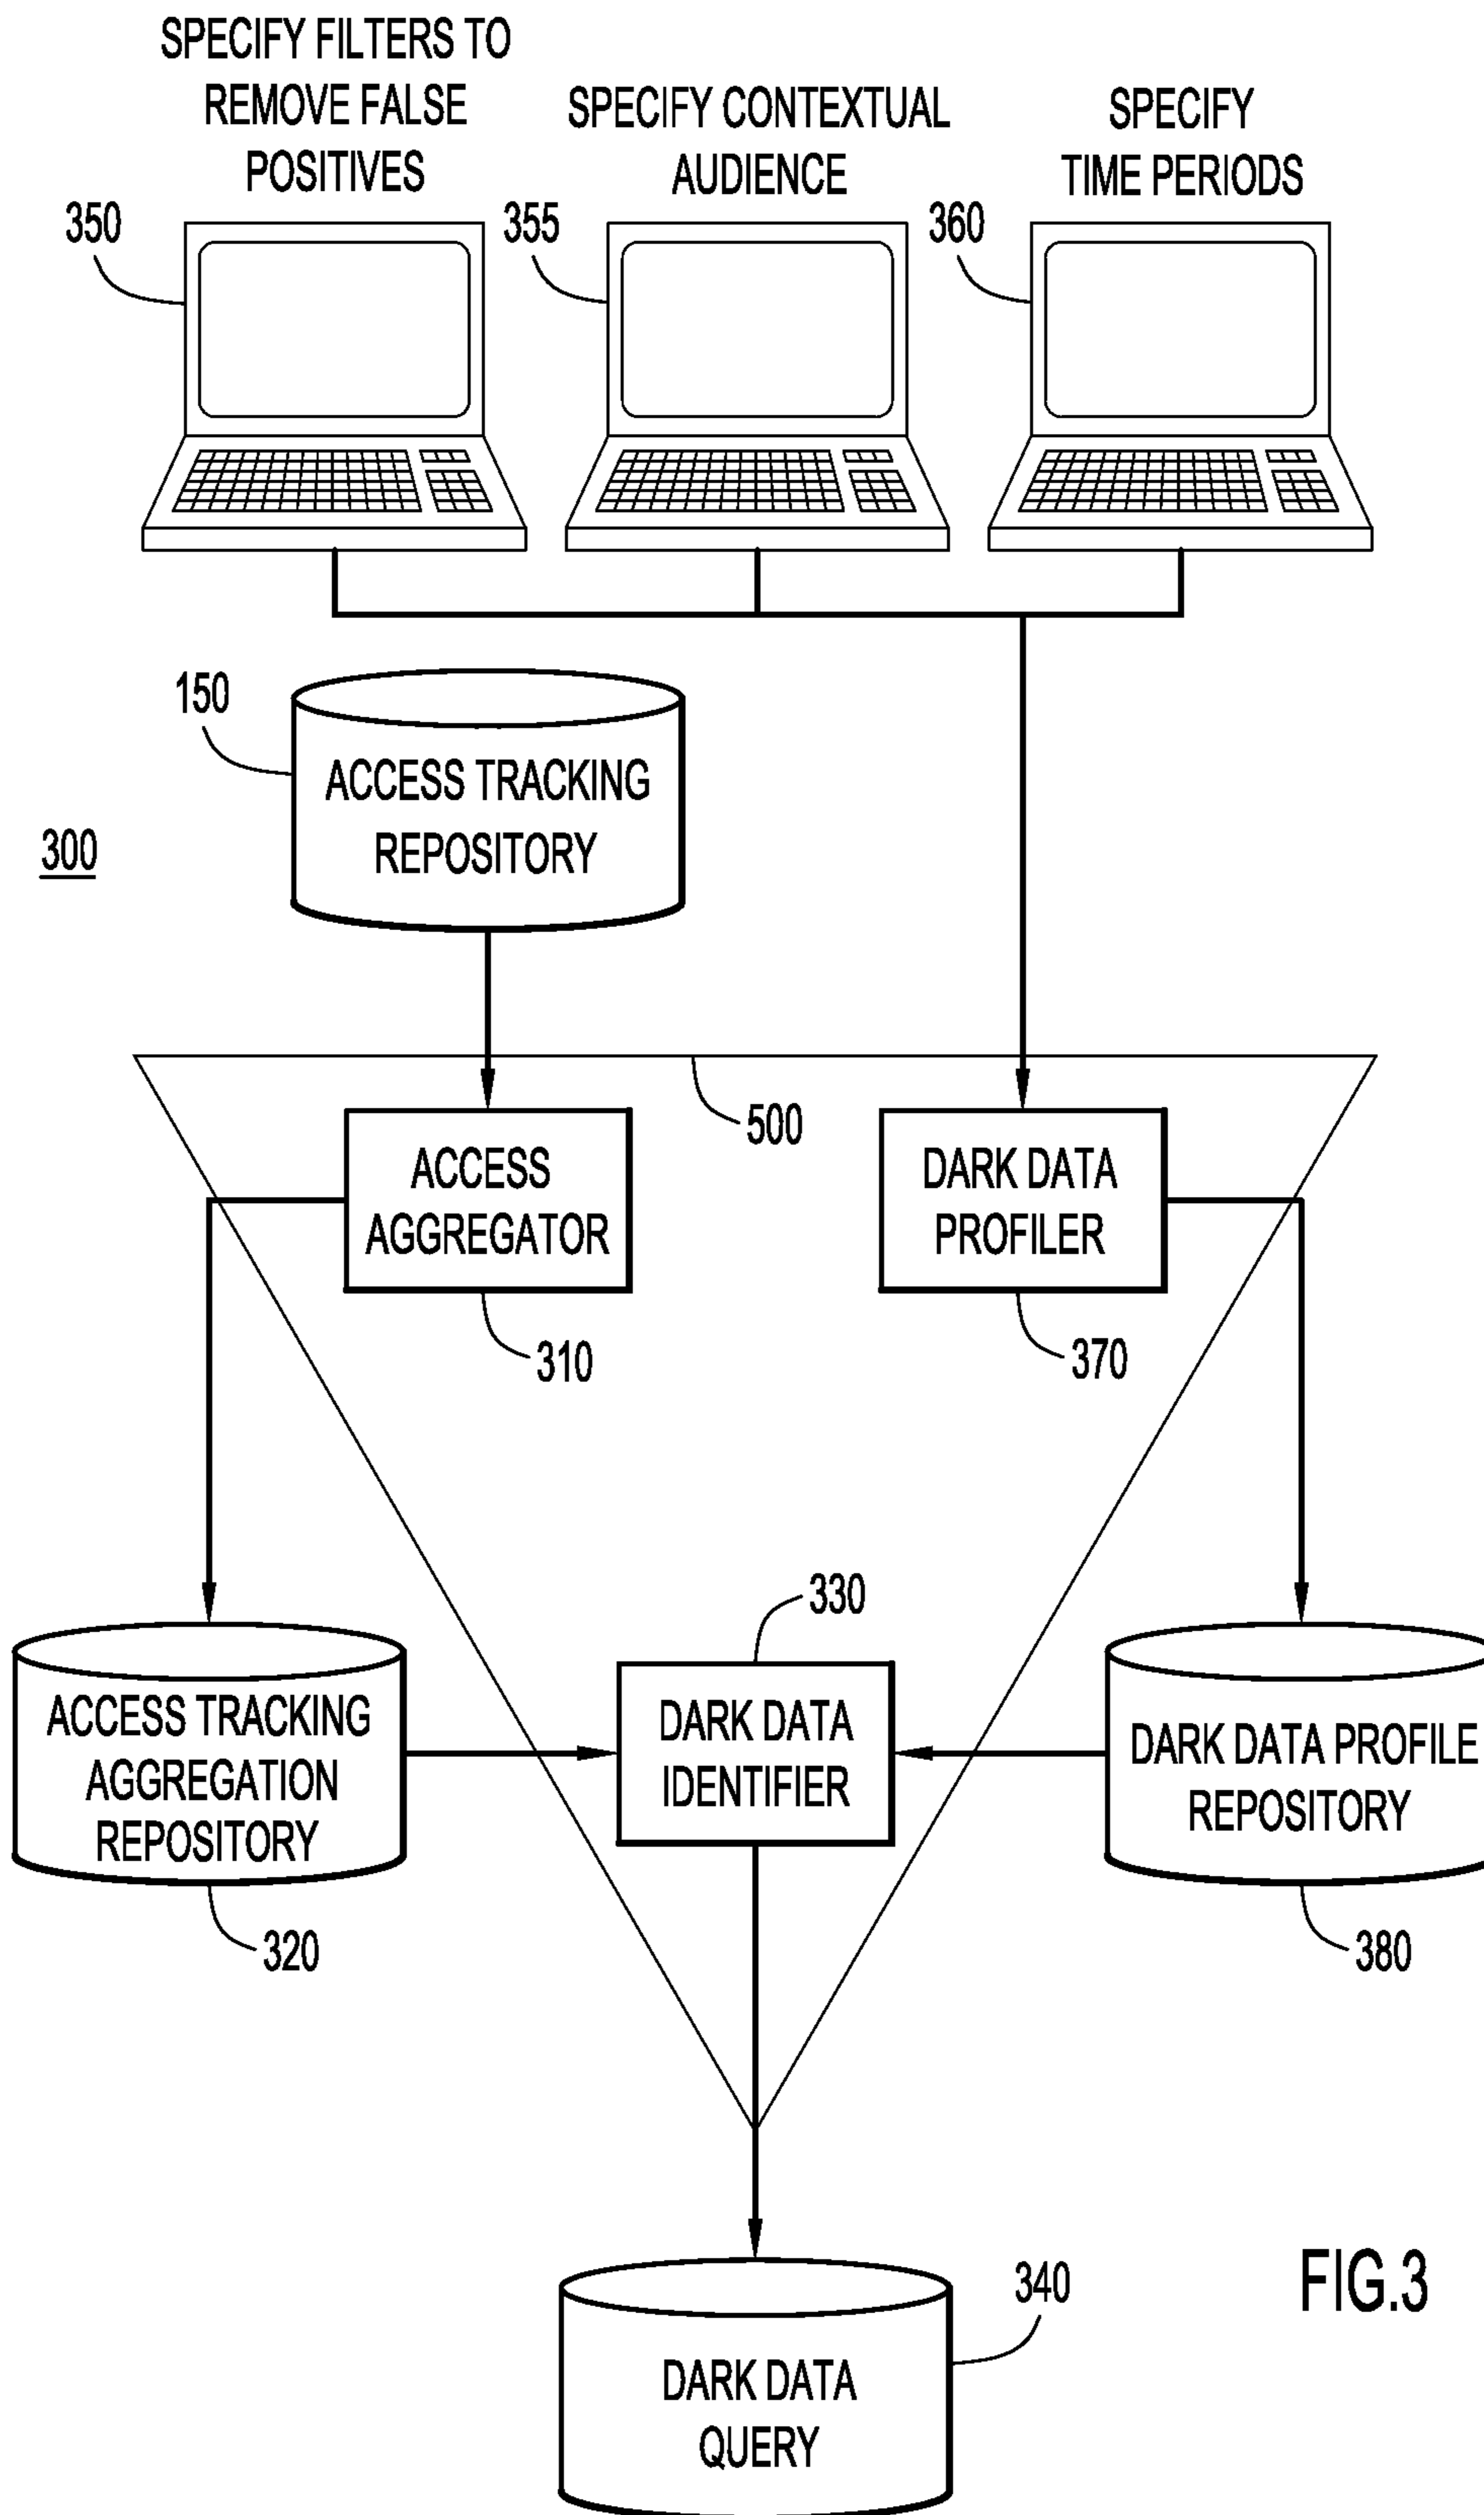 SPECIFY FILTERS TO
REMOVE FALSE
POSITIVES
SPECIFY CONTEXTUAL
AUDIENCE
SPECIFY
TIME PERIODS
350
355
360
150
ACCESS TRACKING
REPOSITORY
300
500
ACCESS
AGGREGATOR
DARK DATA
PROFILER
310
370
330
ACCESS TRACKING
AGGREGATION
REPOSITORY
DARK DATA
IDENTIFIER
DARK DATA PROFILE
REPOSITORY
320
380
340
DARK DATA
QUERY
FIG.3